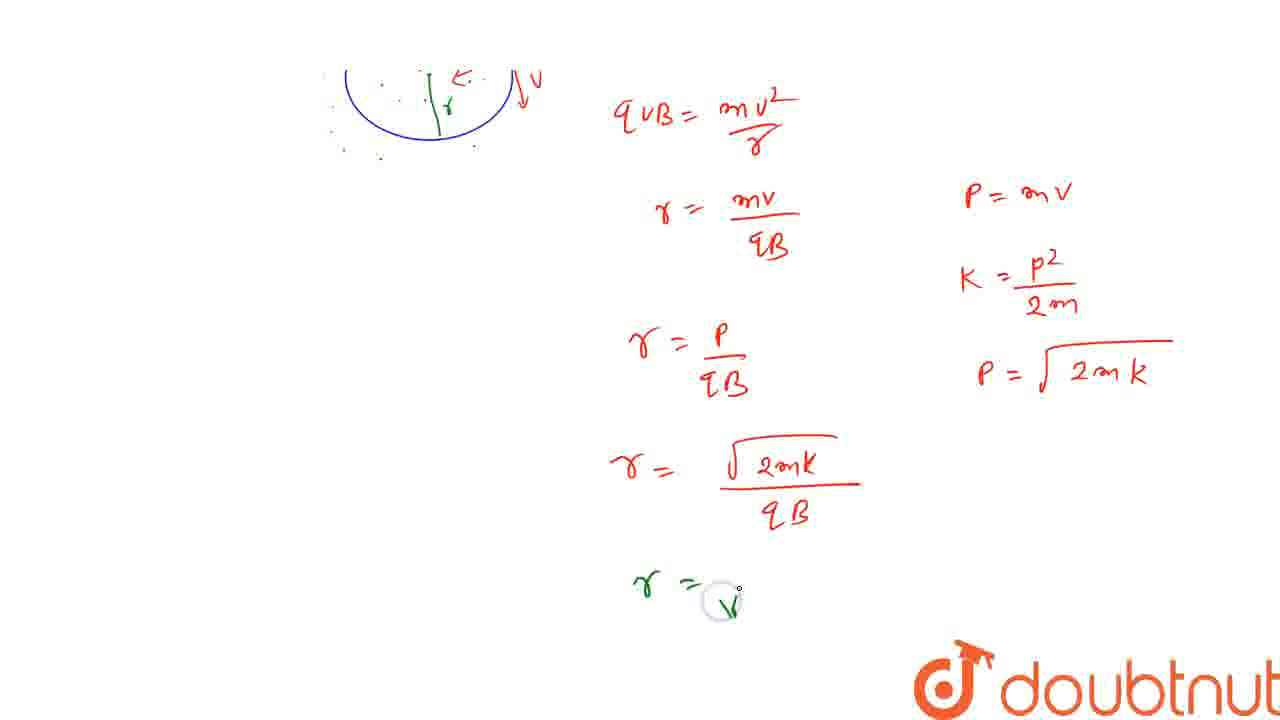 v
r
qvB = mv²/r
r = mv/qB
P = mv
K = p²/2m
r = P/qB
P = √2mk
r = √2mK/qB
r =
doubtnut